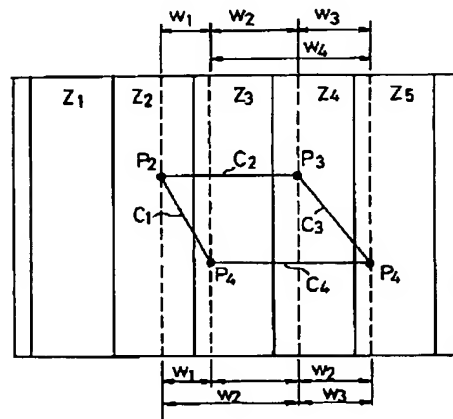 w1 w2 w3
w4
Z1 Z2 Z3 Z4 Z5
P2 C2 P3
C1 C3
P4 C4 P4
w1 w2
w2 w3